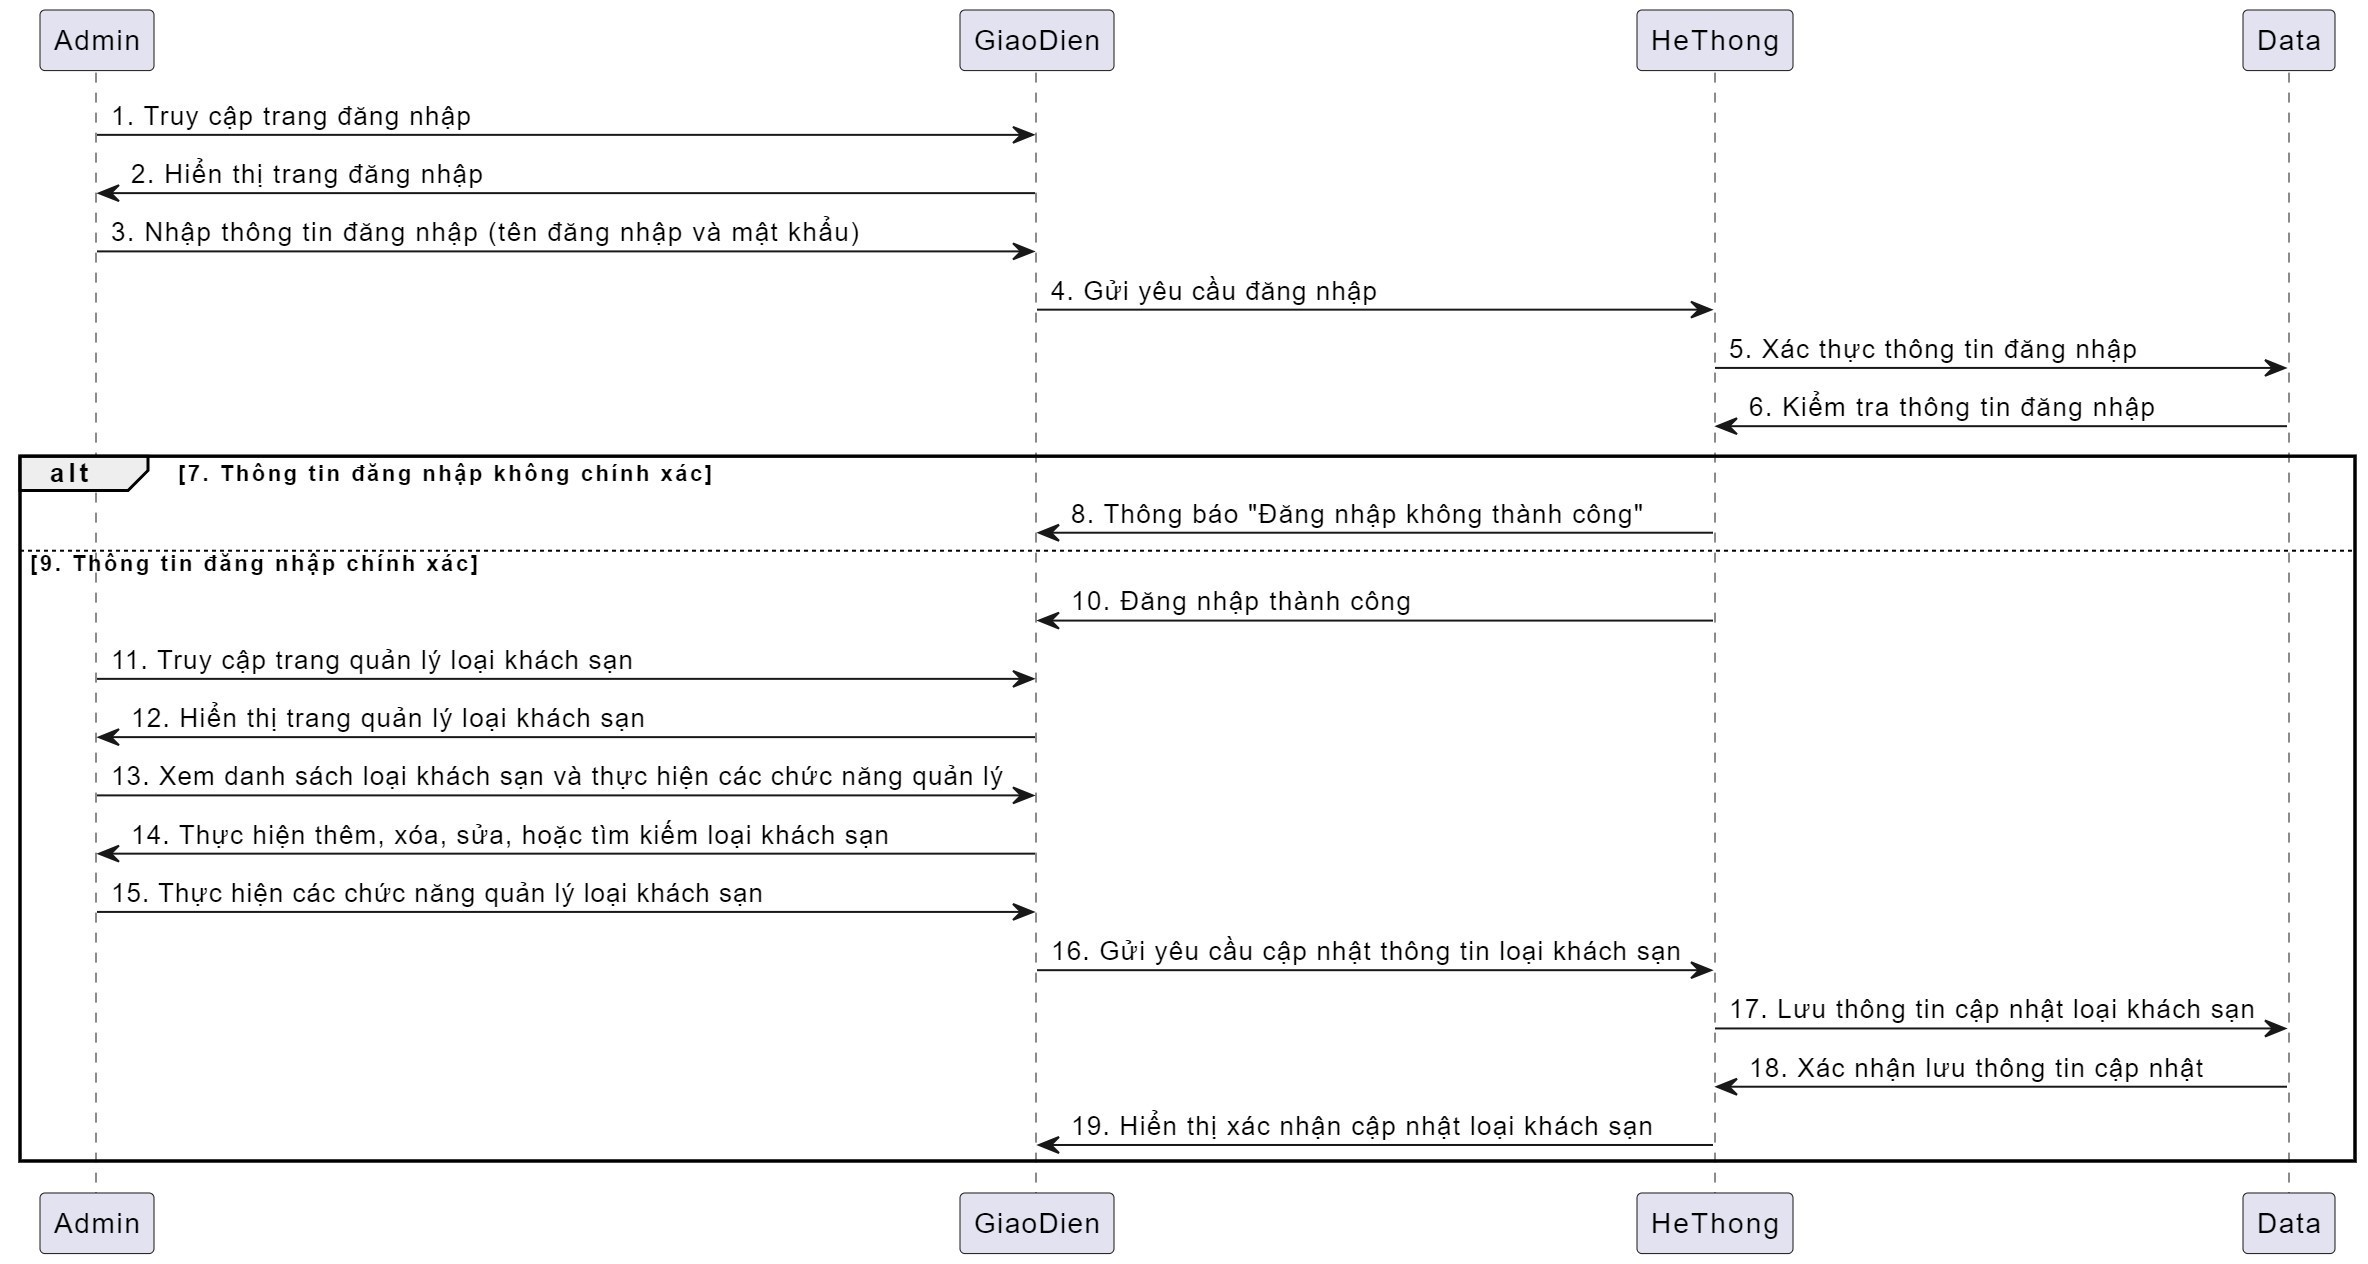 Admin
GiaoDien
HeThong
Data
1. Truy cập trang đăng nhập
2. Hiển thị trang đăng nhập
3. Nhập thông tin đăng nhập (tên đăng nhập và mật khẩu)
4. Gửi yêu cầu đăng nhập
5. Xác thực thông tin đăng nhập
6. Kiểm tra thông tin đăng nhập
alt
[7. Thông tin đăng nhập không chính xác]
8. Thông báo "Đăng nhập không thành công"
[9. Thông tin đăng nhập chính xác]
10. Đăng nhập thành công
11. Truy cập trang quản lý loại khách sạn
12. Hiển thị trang quản lý loại khách sạn
13. Xem danh sách loại khách sạn và thực hiện các chức năng quản lý
14. Thực hiện thêm, xóa, sửa, hoặc tìm kiếm loại khách sạn
15. Thực hiện các chức năng quản lý loại khách sạn
16. Gửi yêu cầu cập nhật thông tin loại khách sạn
17. Lưu thông tin cập nhật loại khách sạn
18. Xác nhận lưu thông tin cập nhật
19. Hiển thị xác nhận cập nhật loại khách sạn
Admin
GiaoDien
HeThong
Data